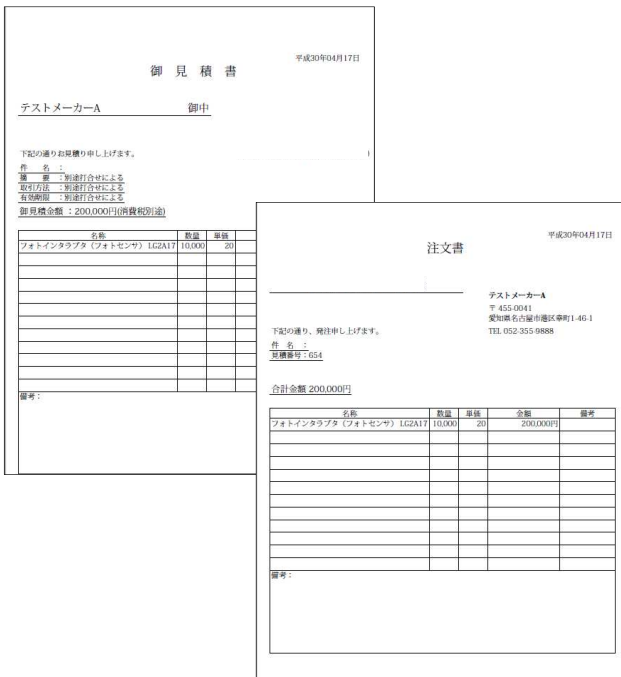 平成30年04月17日
御 見 積 書
テストメーカーA 御中
下記の通りお見積り申し上げます。
件 名 :
摘 要 :別途打合せによる
取引方法 :別途打合せによる
有効期限 :別途打合せによる
御見積金額 :200,000円(消費税別途)
名称 数量 単価
フォトインタラプタ(フォトセンサ) LG2A17 10,000 20
備考:
平成30年04月17日
注文書
テストメーカーA
〒 455-0041
愛知県名古屋市港区幸町1-46-1
TEL 052-355-9888
下記の通り、発注申し上げます。
件 名 :
見積番号:654
合計金額 200,000円
名称 数量 単価 金額 備考
フォトインタラプタ(フォトセンサ) LG2A17 10,000 20 200,000円
備考: